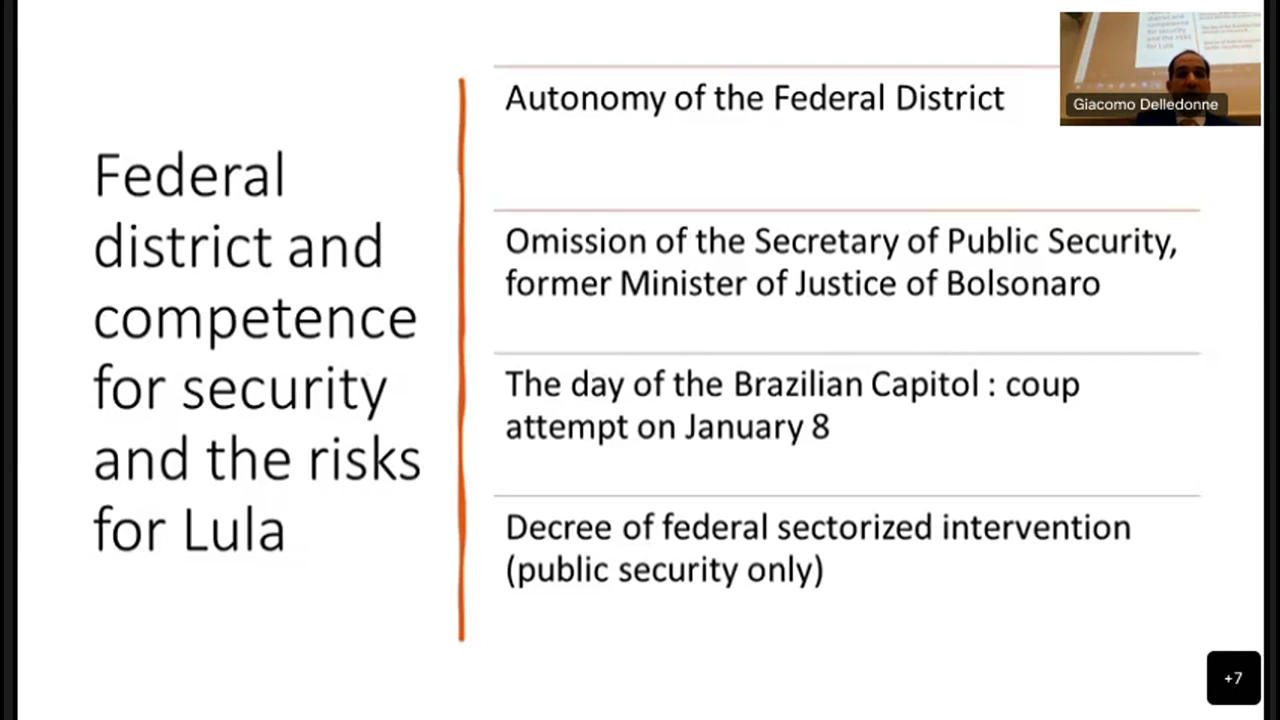 Federal
district and
competence
for security
and the risks
for Lula
Autonomy of the Federal District
Omission of the Secretary of Public Security,
former Minister of Justice of Bolsonaro
The day of the Brazilian Capitol : coup
attempt on January 8
Decree of federal sectorized intervention
(public security only)
Giacomo Delledonne
+7